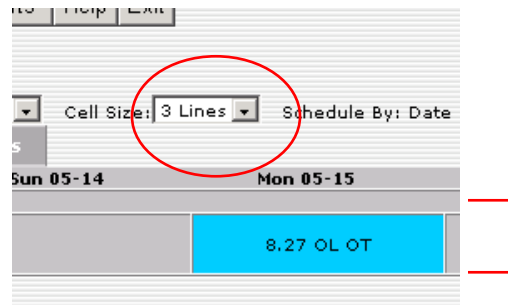 Help Exit
Cell Size: 3 Lines Schedule By: Date
s
Sun 05-14 Mon 05-15
8.27 OL OT